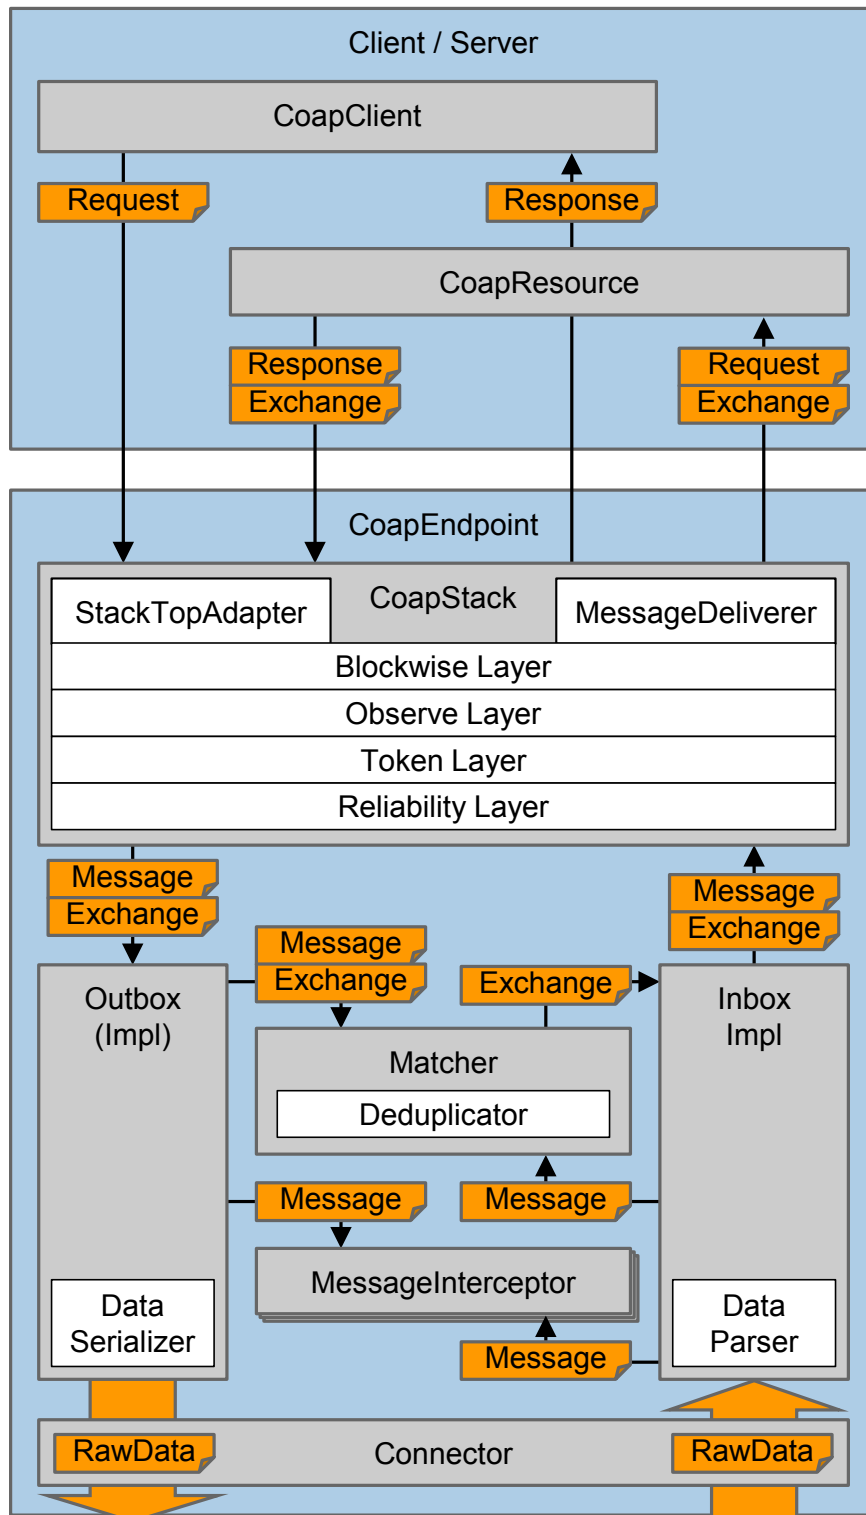 Client / Server
CoapClient
Request
Response
CoapResource
Response
Exchange
Request
Exchange
CoapEndpoint
StackTopAdapter
CoapStack
MessageDeliverer
Blockwise Layer
Observe Layer
Token Layer
Reliability Layer
Message
Exchange
Message
Exchange
Outbox
(Impl)
Message
Exchange
Exchange
Inbox
Impl
Matcher
Deduplicator
Message
Message
MessageInterceptor
Data
Serializer
Data
Parser
Message
RawData
Connector
RawData